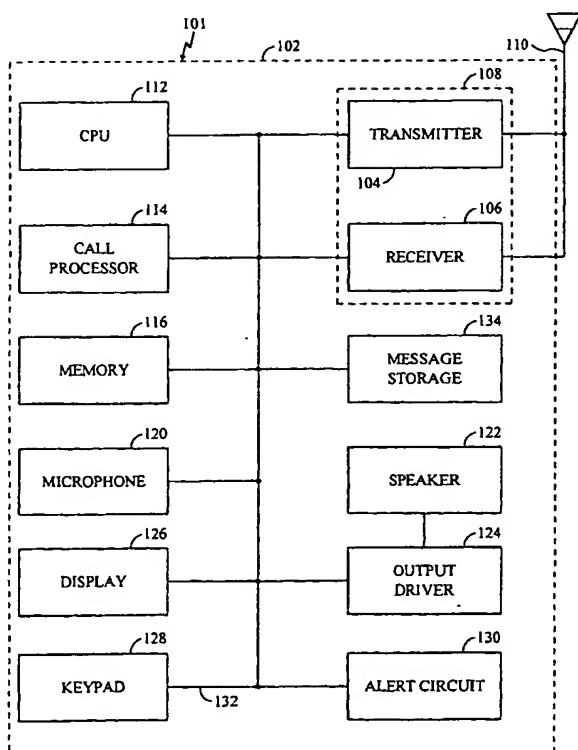 101
102
110
112
CPU
108
TRANSMITTER
104
114
CALL
PROCESSOR
106
RECEIVER
116
MEMORY
134
MESSAGE
STORAGE
120
MICROPHONE
122
SPEAKER
126
DISPLAY
124
OUTPUT
DRIVER
128
KEYPAD
132
130
ALERT CIRCUIT